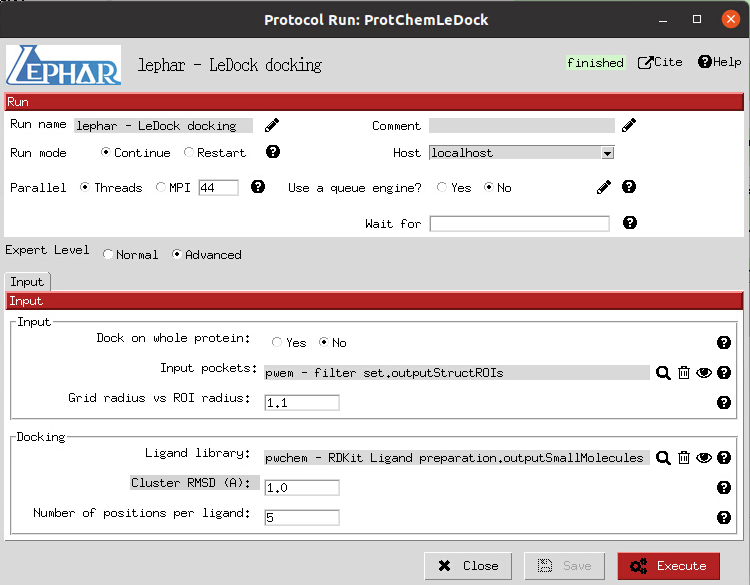 Protocol Run: ProtChemLeDock
LEPHAR lephar - LeDock docking finished Cite Help
Run
Run name lephar - LeDock docking Comment
Run mode Continue Restart Host localhost
Parallel Threads MPI 44 Use a queue engine? Yes No
Wait for
Expert Level Normal Advanced
Input
Input
Input
Dock on whole protein: Yes No
Input pockets: pwem - filter set.outputStructROIs
Grid radius vs ROI radius: 1.1
Docking
Ligand library: pwchem - RDKit Ligand preparation.outputSmallMolecules
Cluster RMSD (A): 1.0
Number of positions per ligand: 5
Close Save Execute